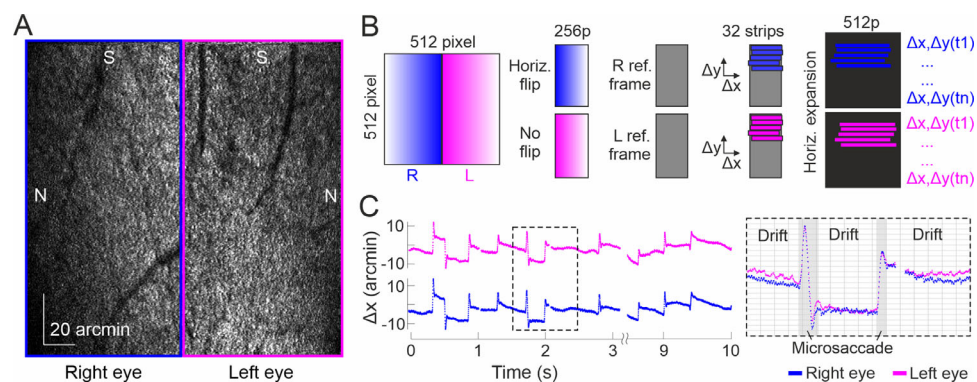 A
S
S
N
N
20 arcmin
Right eye
Left eye
B
512 pixel
512 pixel
R
L
256p
Horiz. flip
No flip
R ref. frame
L ref. frame
32 strips
Δy
Δx
Δy
Δx
Horiz. expansion
512p
Δx,Δy(t1)
...
Δx,Δy(tn)
Δx,Δy(t1)
...
Δx,Δy(tn)
C
Δx (arcmin)
10
-10
10
-10
0
1
2
3
9
10
Time (s)
Drift
Drift
Drift
Microsaccade
Right eye
Left eye